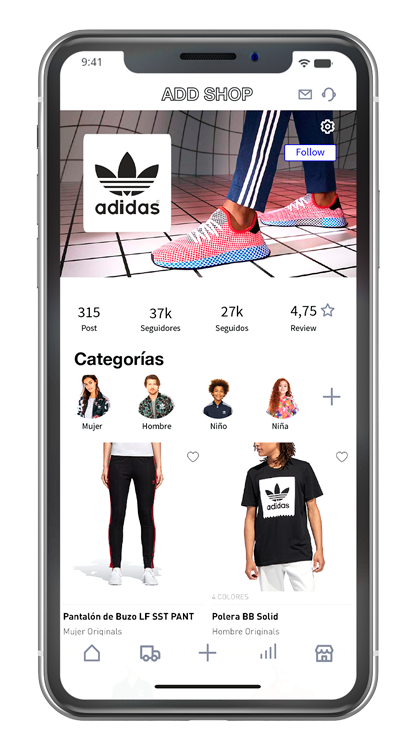 9:41
ADD SHOP
Follow
adidas
315
37k
27k
4,75
Post
Seguidores
Seguidos
Review
Categorías
Mujer
Hombre
Niño
Niña
adidas
4 COLORES
Pantalón de Buzo LF SST PANT
Polera BB Solid
Mujer Originals
Hombre Originals